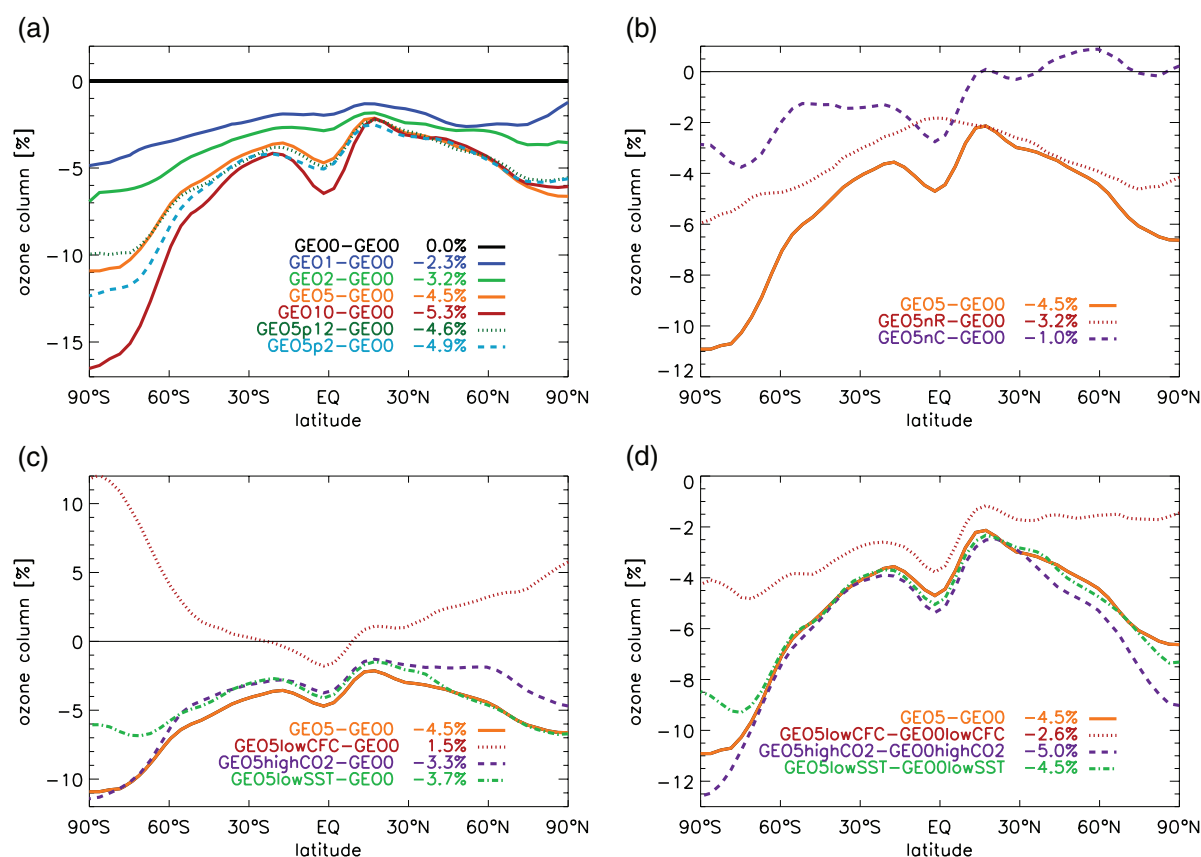 (a)
ozone column [%]
0
−5
−10
−15
GEO0−GEO0 0.0%
GEO1−GEO0 −2.3%
GEO2−GEO0 −3.2%
GEO5−GEO0 −4.5%
GEO10−GEO0 −5.3%
GEO5p12−GEO0 −4.6%
GEO5p2−GEO0 −4.9%
90°S 60°S 30°S EQ 30°N 60°N 90°N
latitude
(b)
ozone column [%]
0
−2
−4
−6
−8
−10
−12
GEO5−GEO0 −4.5%
GEO5nR−GEO0 −3.2%
GEO5nC−GEO0 −1.0%
90°S 60°S 30°S EQ 30°N 60°N 90°N
latitude
(c)
ozone column [%]
10
5
0
−5
−10
GEO5−GEO0 −4.5%
GEO5lowCFC−GEO0 1.5%
GEO5highCO2−GEO0 −3.3%
GEO5lowSST−GEO0 −3.7%
90°S 60°S 30°S EQ 30°N 60°N 90°N
latitude
(d)
ozone column [%]
0
−2
−4
−6
−8
−10
−12
GEO5−GEO0 −4.5%
GEO5lowCFC−GEO0lowCFC −2.6%
GEO5highCO2−GEO0highCO2 −5.0%
GEO5lowSST−GEO0lowSST −4.5%
90°S 60°S 30°S EQ 30°N 60°N 90°N
latitude